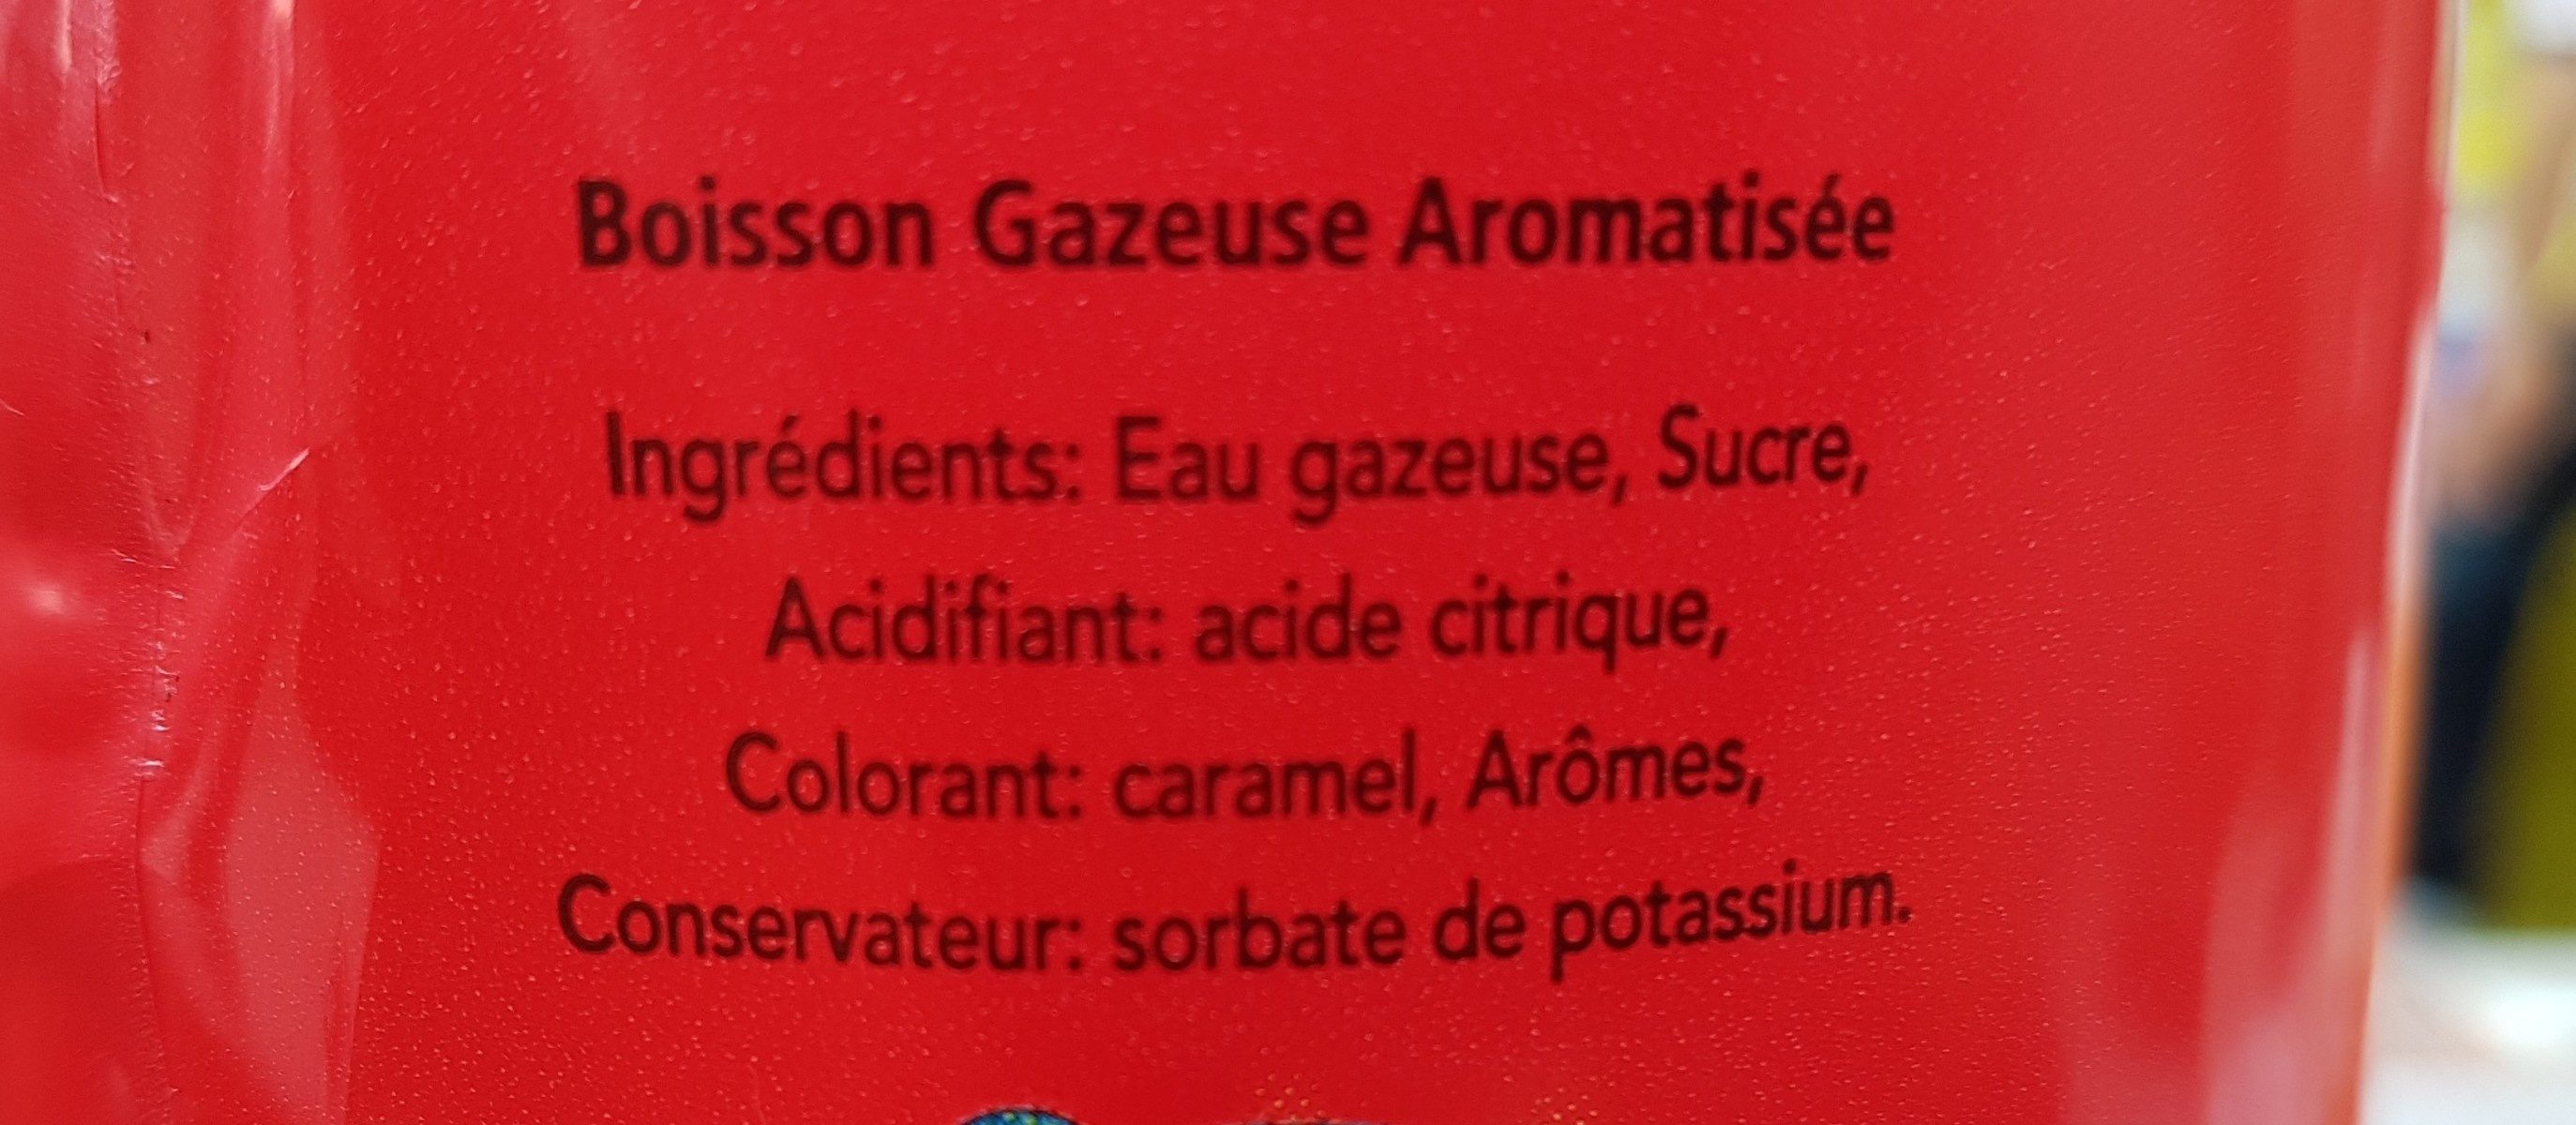 Boisson Gazeuse Aromatisée
Ingrédients: Eau gazeuse, Sucre,
Acidifiant: acide citrique,
Colorant: caramel, Arômes,
Conservateur: sorbate de potassium.